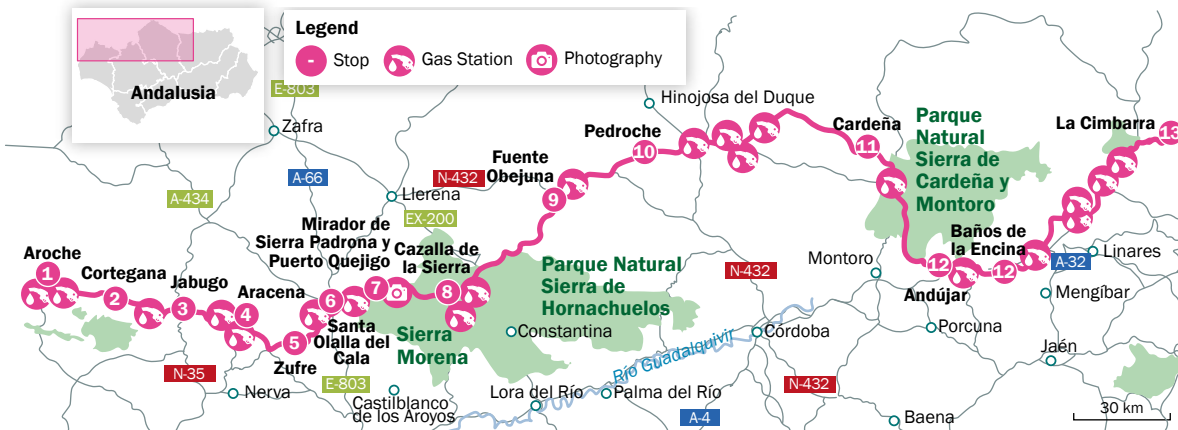 Andalusia
Legend
- Stop
Gas Station
Photography
E-803
Zafra
A-66
A-434
Llerena
N-432
EX-200
Hinojosa del Duque
Pedroche
10
Fuente
Obejuna
9
Cardeña
11
Parque
Natural
Sierra de
Cardeña y
Montoro
La Cimbarra
13
Aroche
1
Cortegana
2
Jabugo
3
Aracena
4
5
Zufre
6
Santa
Olalla del
Cala
Mirador de
Sierra Padrona y
Puerto Quejigo
7
Cazalla de
la Sierra
8
Sierra
Morena
Parque Natural
Sierra de
Hornachuelos
Constantina
N-432
Montoro
12
Andújar
Baños de
la Encina
12
A-32
Linares
Mengíbar
Porcuna
Jaén
Córdoba
Río Guadalquivir
N-35
Nerva
E-803
Castilblanco
de los Aroyos
Lora del Río
Palma del Río
A-4
N-432
Baena
30 km